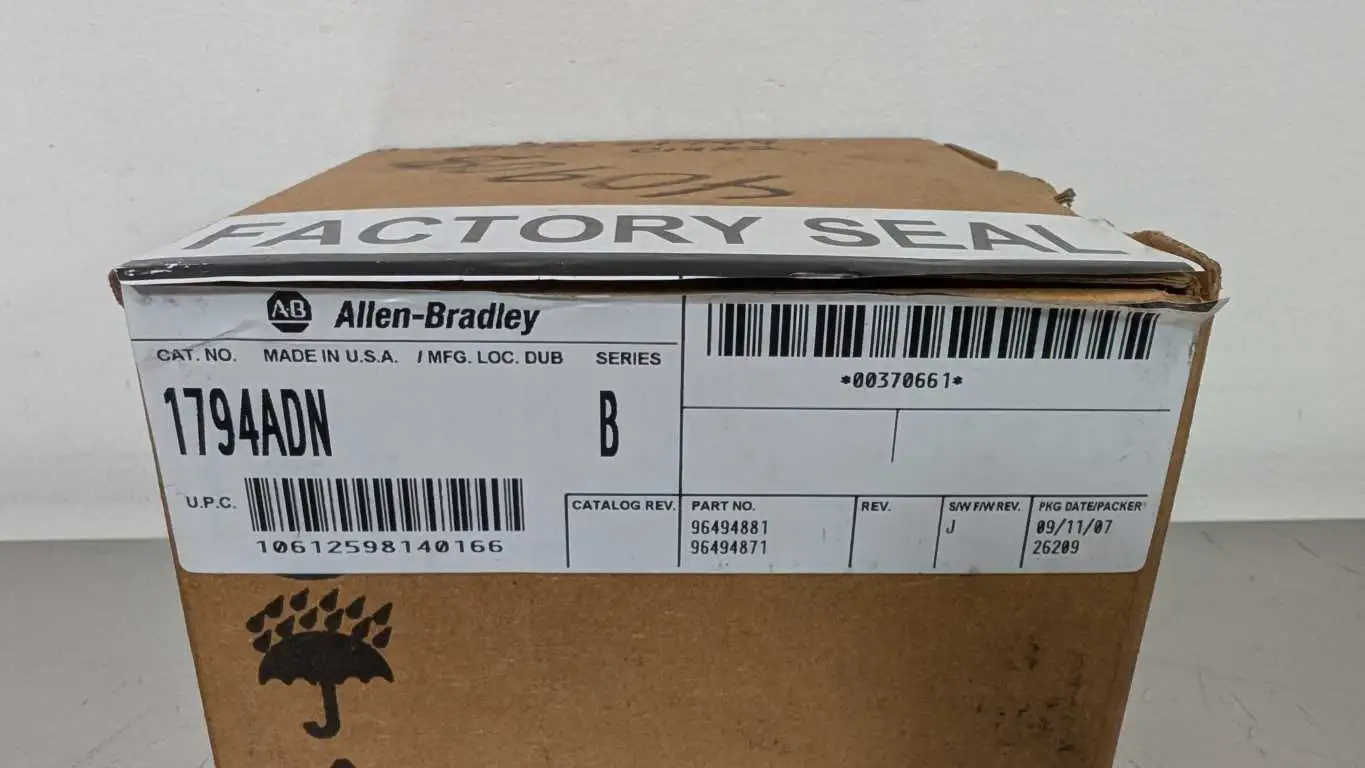 FACTORY SEAL
A-B Allen-Bradley
CAT. NO. MADE IN U.S.A. / MFG. LOC. DUB SERIES
1794ADN B
U.P.C.
10612598140166
*00370661*
CATALOG REV.
PART NO.
96494881
96494871
REV.
S/W F/W REV.
J
PKG DATE/PACKER
09/11/07
26209